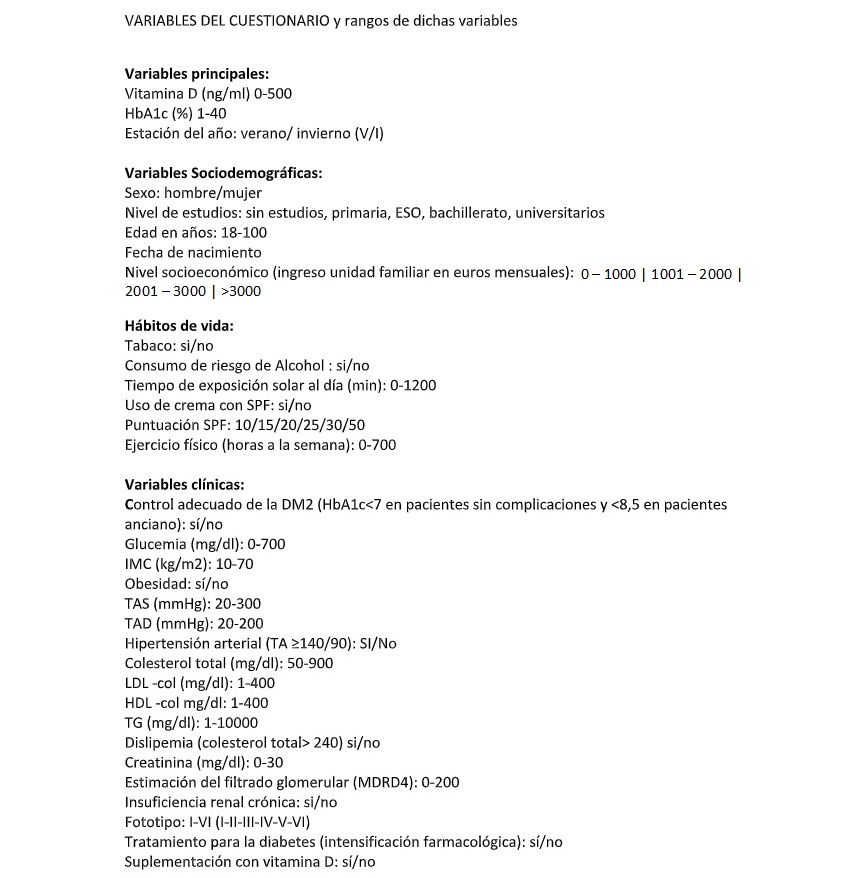 VARIABLES DEL CUESTIONARIO y rangos de dichas variables
Variables principales:
Vitamina D (ng/ml) 0-500
HbA1c (%) 1-40
Estación del año: verano/ invierno (V/I)
Variables Sociodemográficas:
Sexo: hombre/mujer
Nivel de estudios: sin estudios, primaria, ESO, bachillerato, universitarios
Edad en años: 18-100
Fecha de nacimiento
Nivel socioeconómico (ingreso unidad familiar en euros mensuales): 0 – 1000 | 1001 – 2000 |
2001 – 3000 | >3000
Hábitos de vida:
Tabaco: si/no
Consumo de riesgo de Alcohol : si/no
Tiempo de exposición solar al día (min): 0-1200
Uso de crema con SPF: si/no
Puntuación SPF: 10/15/20/25/30/50
Ejercicio físico (horas a la semana): 0-700
Variables clínicas:
Control adecuado de la DM2 (HbA1c<7 en pacientes sin complicaciones y <8,5 en pacientes
anciano): sí/no
Glucemia (mg/dl): 0-700
IMC (kg/m2): 10-70
Obesidad: sí/no
TAS (mmHg): 20-300
TAD (mmHg): 20-200
Hipertensión arterial (TA ≥140/90): SI/No
Colesterol total (mg/dl): 50-900
LDL -col (mg/dl): 1-400
HDL -col mg/dl: 1-400
TG (mg/dl): 1-10000
Dislipemia (colesterol total> 240) si/no
Creatinina (mg/dl): 0-30
Estimación del filtrado glomerular (MDRD4): 0-200
Insuficiencia renal crónica: si/no
Fototipo: I-VI (I-II-III-IV-V-VI)
Tratamiento para la diabetes (intensificación farmacológica): sí/no
Suplementación con vitamina D: sí/no